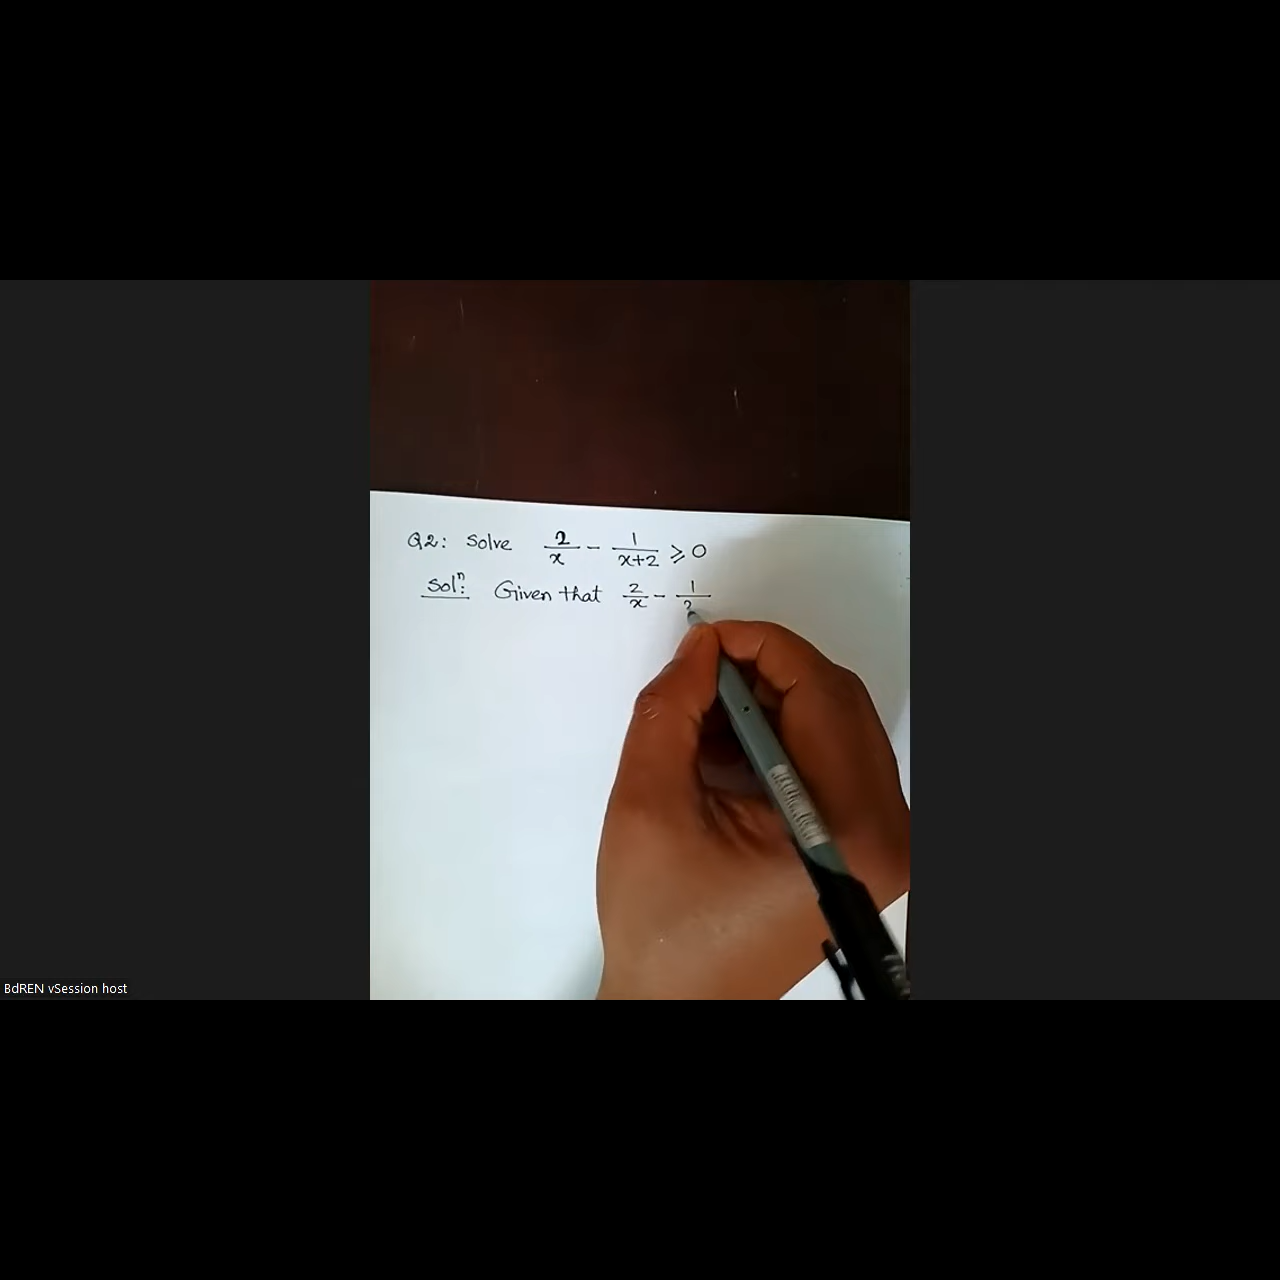 Q2: Solve 2/x - 1/x+2 ⩾ 0
Solⁿ: Given that 2/x - 1/
BdREN vSession host